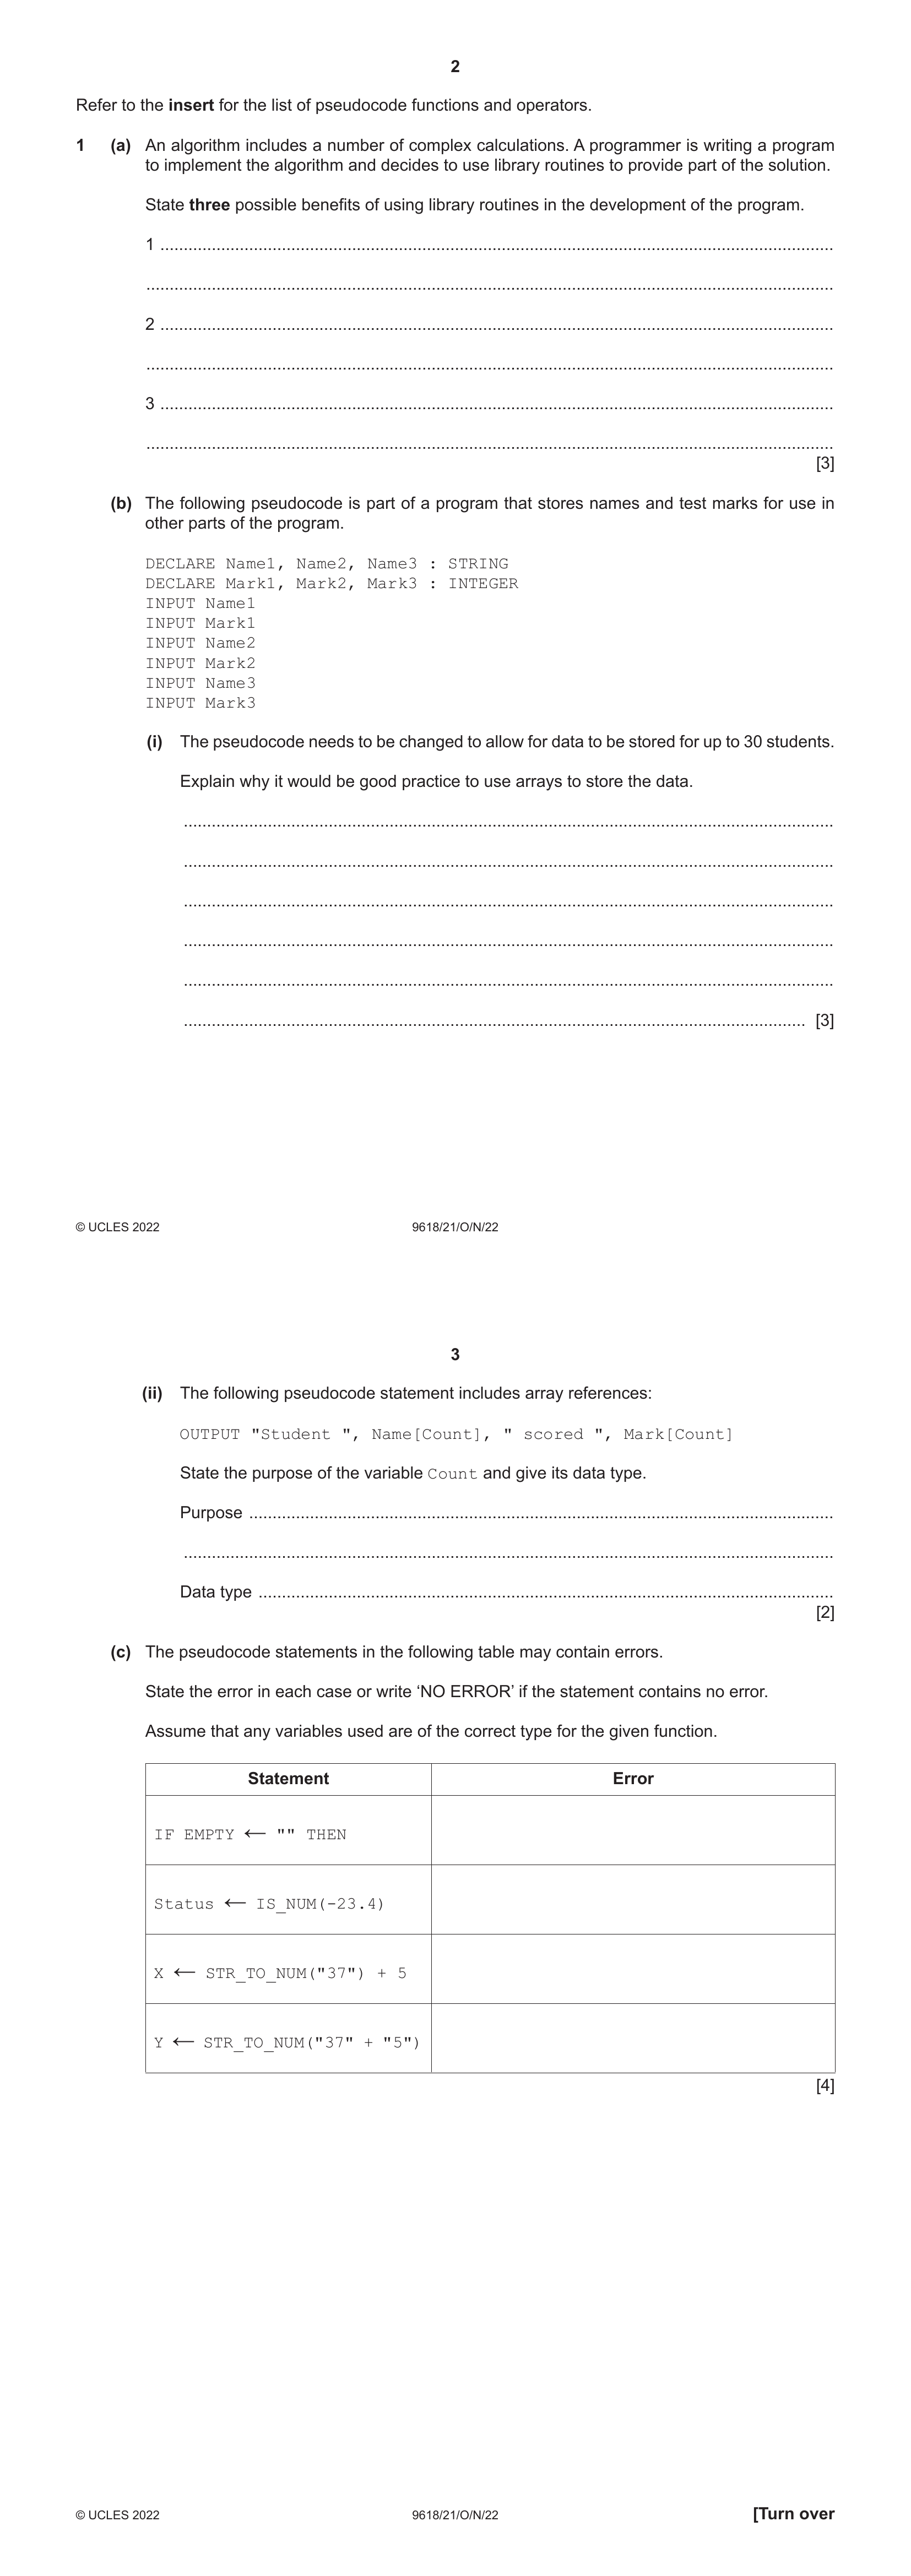 2
Refer to the insert for the list of pseudocode functions and operators.
1 (a) An algorithm includes a number of complex calculations. A programmer is writing a program
to implement the algorithm and decides to use library routines to provide part of the solution.
State three possible benefits of using library routines in the development of the program.
1 ....................................................................................................................................
....................................................................................................................................
2 ....................................................................................................................................
....................................................................................................................................
3 ....................................................................................................................................
....................................................................................................................................
[3]
(b) The following pseudocode is part of a program that stores names and test marks for use in
other parts of the program.
DECLARE Name1, Name2, Name3 : STRING
DECLARE Mark1, Mark2, Mark3 : INTEGER
INPUT Name1
INPUT Mark1
INPUT Name2
INPUT Mark2
INPUT Name3
INPUT Mark3
(i) The pseudocode needs to be changed to allow for data to be stored for up to 30 students.
Explain why it would be good practice to use arrays to store the data.
....................................................................................................................................
....................................................................................................................................
....................................................................................................................................
....................................................................................................................................
....................................................................................................................................
.............................................................................................................................. [3]
© UCLES 2022 9618/21/O/N/22
3
(ii) The following pseudocode statement includes array references:
OUTPUT "Student ", Name[Count], " scored ", Mark[Count]
State the purpose of the variable Count and give its data type.
Purpose ....................................................................................................................
....................................................................................................................................
Data type ..................................................................................................................
[2]
(c) The pseudocode statements in the following table may contain errors.
State the error in each case or write ‘NO ERROR’ if the statement contains no error.
Assume that any variables used are of the correct type for the given function.
Statement Error
IF EMPTY ← "" THEN
Status ← IS_NUM(-23.4)
X ← STR_TO_NUM("37") + 5
Y ← STR_TO_NUM("37" + "5")
[4]
© UCLES 2022 9618/21/O/N/22 [Turn over